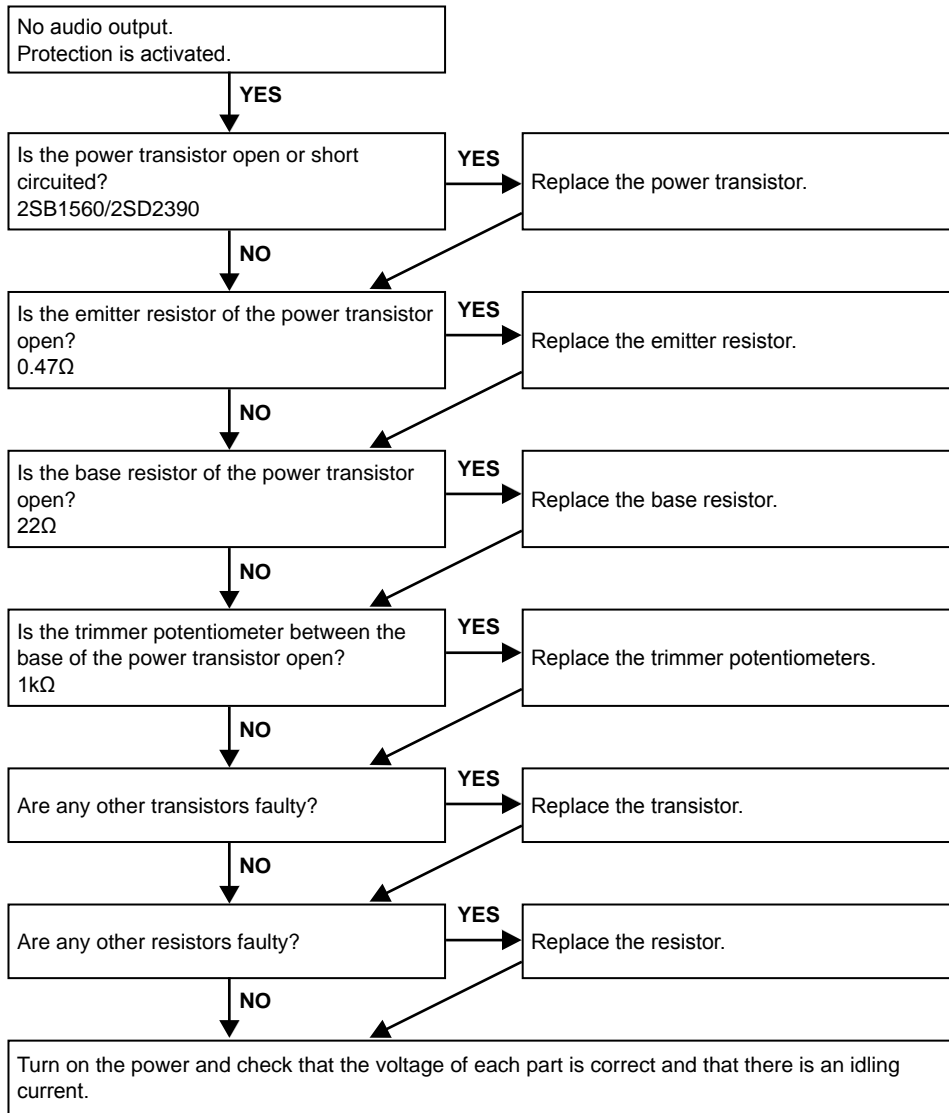 No audio output.
Protection is activated.
YES
Is the power transistor open or short
circuited?
2SB1560/2SD2390
YES
Replace the power transistor.
NO
Is the emitter resistor of the power transistor
open?
0.47Ω
YES
Replace the emitter resistor.
NO
Is the base resistor of the power transistor
open?
22Ω
YES
Replace the base resistor.
NO
Is the trimmer potentiometer between the
base of the power transistor open?
1kΩ
YES
Replace the trimmer potentiometers.
NO
Are any other transistors faulty?
YES
Replace the transistor.
NO
Are any other resistors faulty?
YES
Replace the resistor.
NO
Turn on the power and check that the voltage of each part is correct and that there is an idling
current.